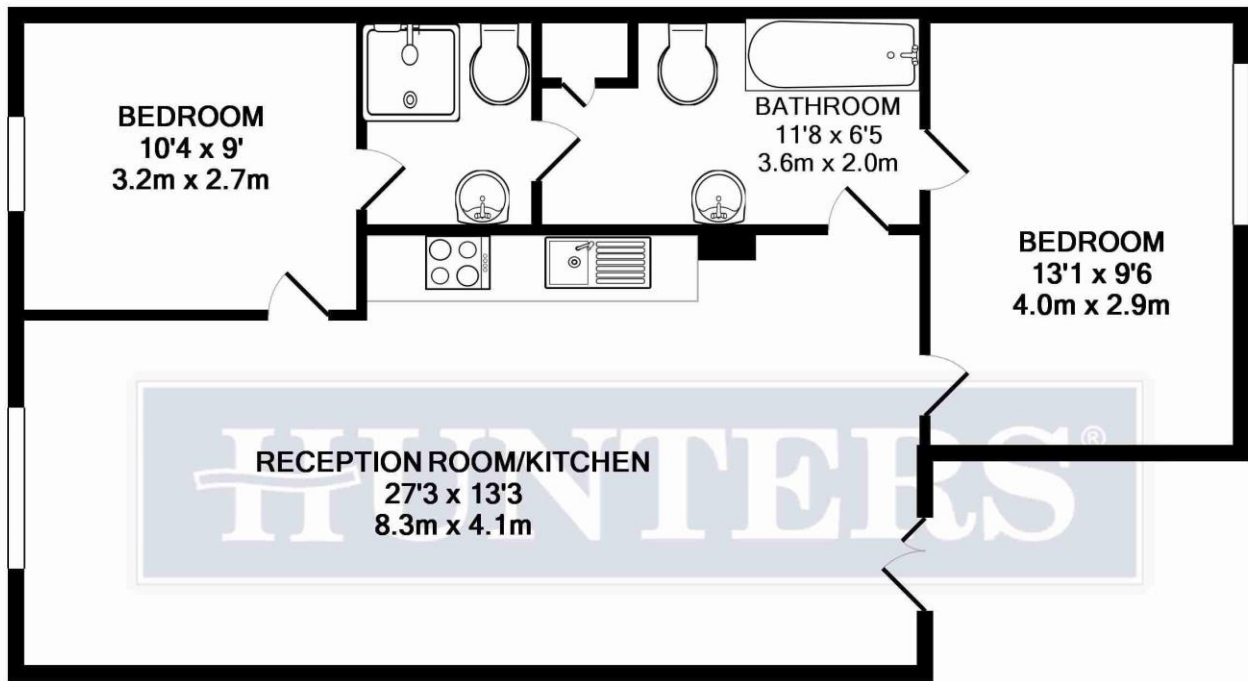 BEDROOM
10'4 x 9'
3.2m x 2.7m
BATHROOM
11'8 x 6'5
3.6m x 2.0m
BEDROOM
13'1 x 9'6
4.0m x 2.9m
RECEPTION ROOM/KITCHEN
27'3 x 13'3
8.3m x 4.1m
HUNTERS®